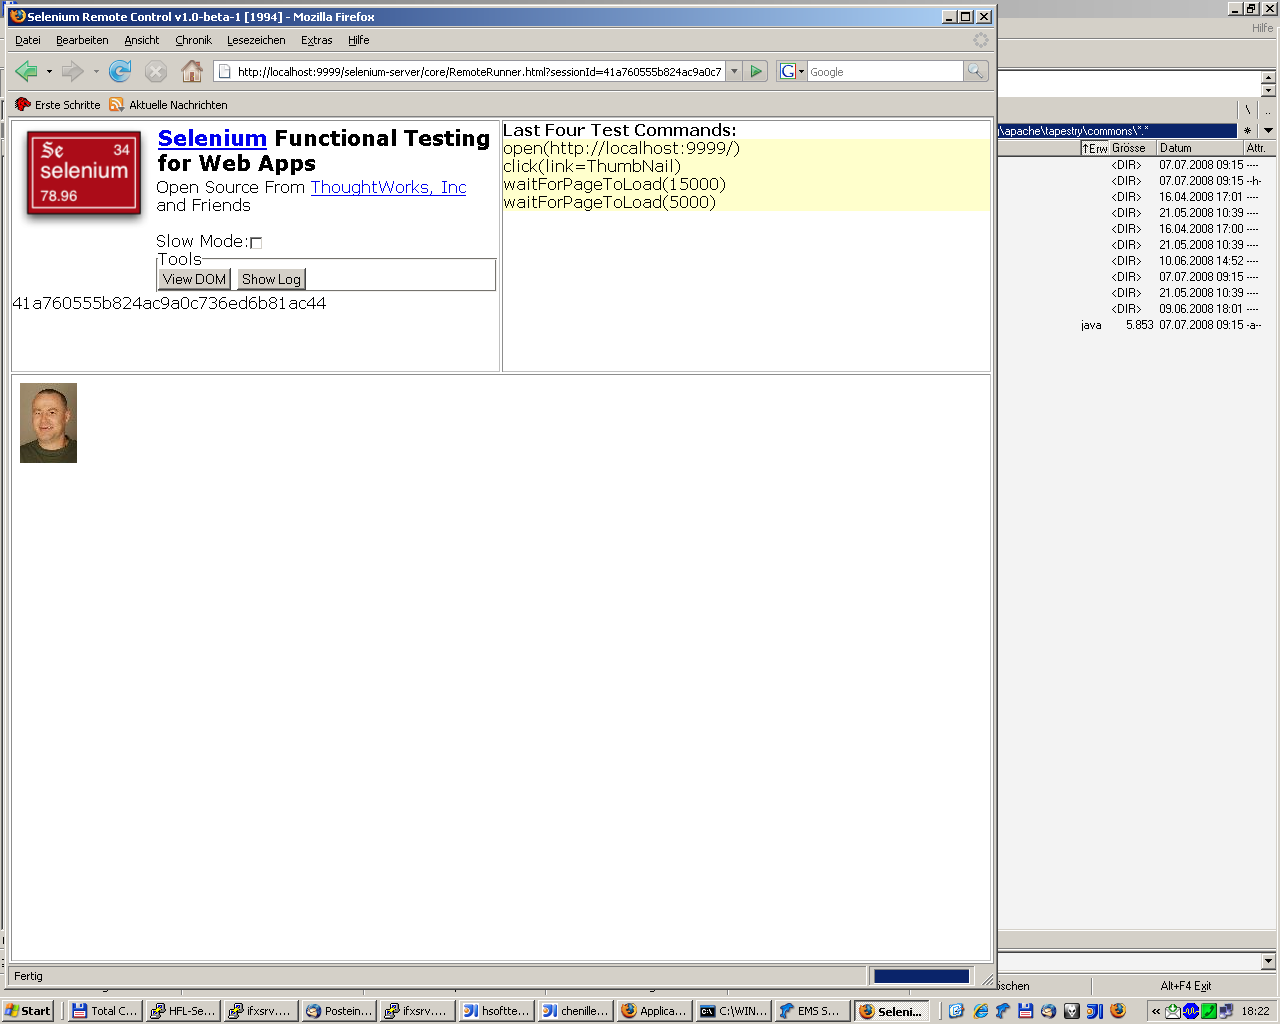 Selenium Remote Control v1.0-beta-1 [1994] - Mozilla Firefox
Datei Bearbeiten Ansicht Chronik Lesezeichen Extras Hilfe
http://localhost:9999/selenium-server/core/RemoteRunner.html?sessionId=41a760555b824ac9a0c7
G Google
Erste Schritte Aktuelle Nachrichten
Se 34
selenium
78.96
Selenium Functional Testing
for Web Apps
Open Source From ThoughtWorks, Inc
and Friends
Slow Mode:
Tools
View DOM Show Log
41a760555b824ac9a0c736ed6b81ac44
Last Four Test Commands:
open(http://localhost:9999/)
click(link=ThumbNail)
waitForPageToLoad(15000)
waitForPageToLoad(5000)
Hilfe
\ ..
\apache\tapestry\commons\*.* * 
↑Erw Grösse Datum Attr.
<DIR> 07.07.2008 09:15 ----
<DIR> 07.07.2008 09:15 --h-
<DIR> 16.04.2008 17:01 ----
<DIR> 21.05.2008 10:39 ----
<DIR> 16.04.2008 17:00 ----
<DIR> 21.05.2008 10:39 ----
<DIR> 10.06.2008 14:52 ----
<DIR> 07.07.2008 09:15 ----
<DIR> 21.05.2008 10:39 ----
<DIR> 09.06.2008 18:01 ----
java 5.853 07.07.2008 09:15 -a--
Fertig
öschen Alt+F4 Exit
Start Total C... HFL-Se... ifxsrv.... Postein... ifxsrv.... hsoftte... chenille... Applica... C:\WIN... EMS S... Seleni... « 18:22